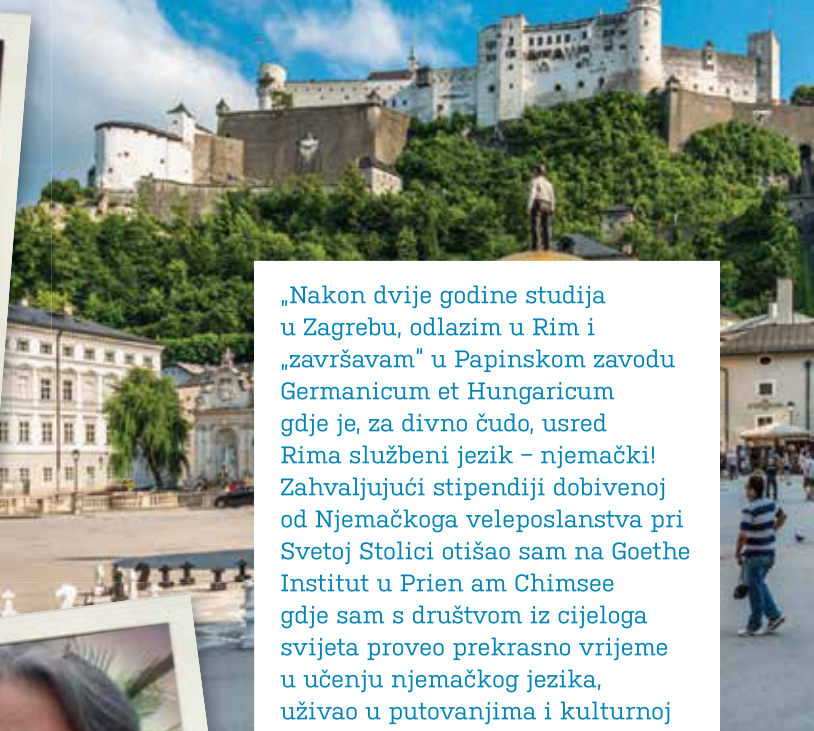 „Nakon dvije godine studija
u Zagrebu, odlazim u Rim i
„završavam“ u Papinskom zavodu
Germanicum et Hungaricum
gdje je, za divno čudo, usred
Rima službeni jezik – njemački!
Zahvaljujući stipendiji dobivenoj
od Njemačkoga veleposlanstva pri
Svetoj Stolici otišao sam na Goethe
Institut u Prien am Chimsee
gdje sam s društvom iz cijeloga
svijeta proveo prekrasno vrijeme
u učenju njemačkog jezika,
uživao u putovanjima i kulturnoj